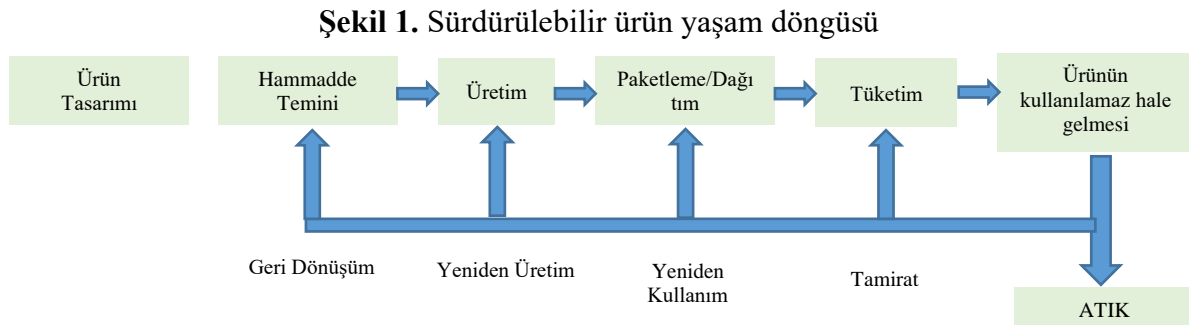 Şekil 1. Sürdürülebilir ürün yaşam döngüsü
Ürün
Tasarımı
Hammadde
Temini
Üretim
Paketleme/Dağı
tım
Tüketim
Ürünün
kullanılamaz hale
gelmesi
Geri Dönüşüm
Yeniden Üretim
Yeniden
Kullanım
Tamirat
ATIK